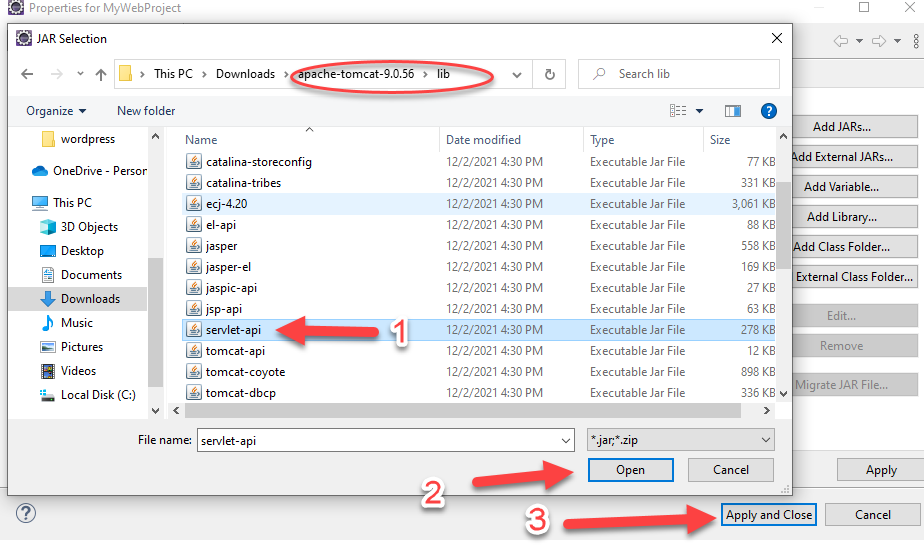 Properties for MyWebProject
JAR Selection
This PC > Downloads > apache-tomcat-9.0.56 > lib
Search lib
Organize
New folder
wordpress
OneDrive - Person
This PC
3D Objects
Desktop
Documents
Downloads
Music
Pictures
Videos
Local Disk (C:)
Name Date modified Type Size
catalina-storeconfig 12/2/2021 4:30 PM Executable Jar File 77 KB
catalina-tribes 12/2/2021 4:30 PM Executable Jar File 331 KB
ecj-4.20 12/2/2021 4:30 PM Executable Jar File 3,061 KB
el-api 12/2/2021 4:30 PM Executable Jar File 88 KB
jasper 12/2/2021 4:30 PM Executable Jar File 558 KB
jasper-el 12/2/2021 4:30 PM Executable Jar File 169 KB
jaspic-api 12/2/2021 4:30 PM Executable Jar File 27 KB
jsp-api 12/2/2021 4:30 PM Executable Jar File 63 KB
servlet-api 12/2/2021 4:30 PM Executable Jar File 278 KB
1
tomcat-api 12/2/2021 4:30 PM Executable Jar File 12 KB
tomcat-coyote 12/2/2021 4:30 PM Executable Jar File 898 KB
tomcat-dbcp 12/2/2021 4:30 PM Executable Jar File 336 KB
File name: servlet-api
*.jar;*.zip
Open
Cancel
2
Add JARs...
Add External JARs...
Add Variable...
Add Library...
Add Class Folder...
External Class Folder...
Edit...
Remove
Migrate JAR File...
Apply
3
Apply and Close
Cancel